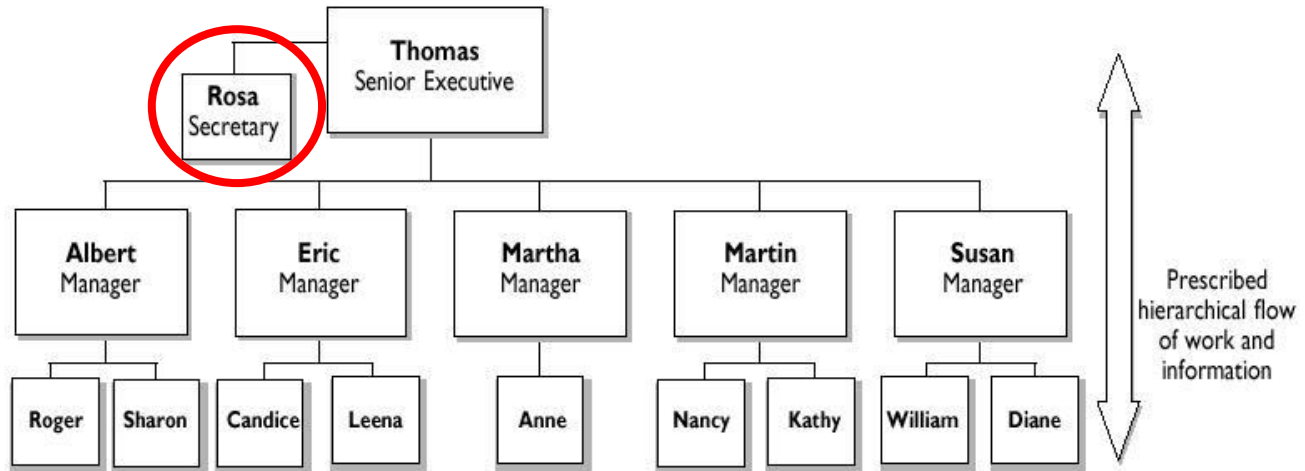 Thomas
Senior Executive
Rosa
Secretary
Albert
Manager
Eric
Manager
Martha
Manager
Martin
Manager
Susan
Manager
Prescribed
hierarchical flow
of work and
information
Roger
Sharon
Candice
Leena
Anne
Nancy
Kathy
William
Diane